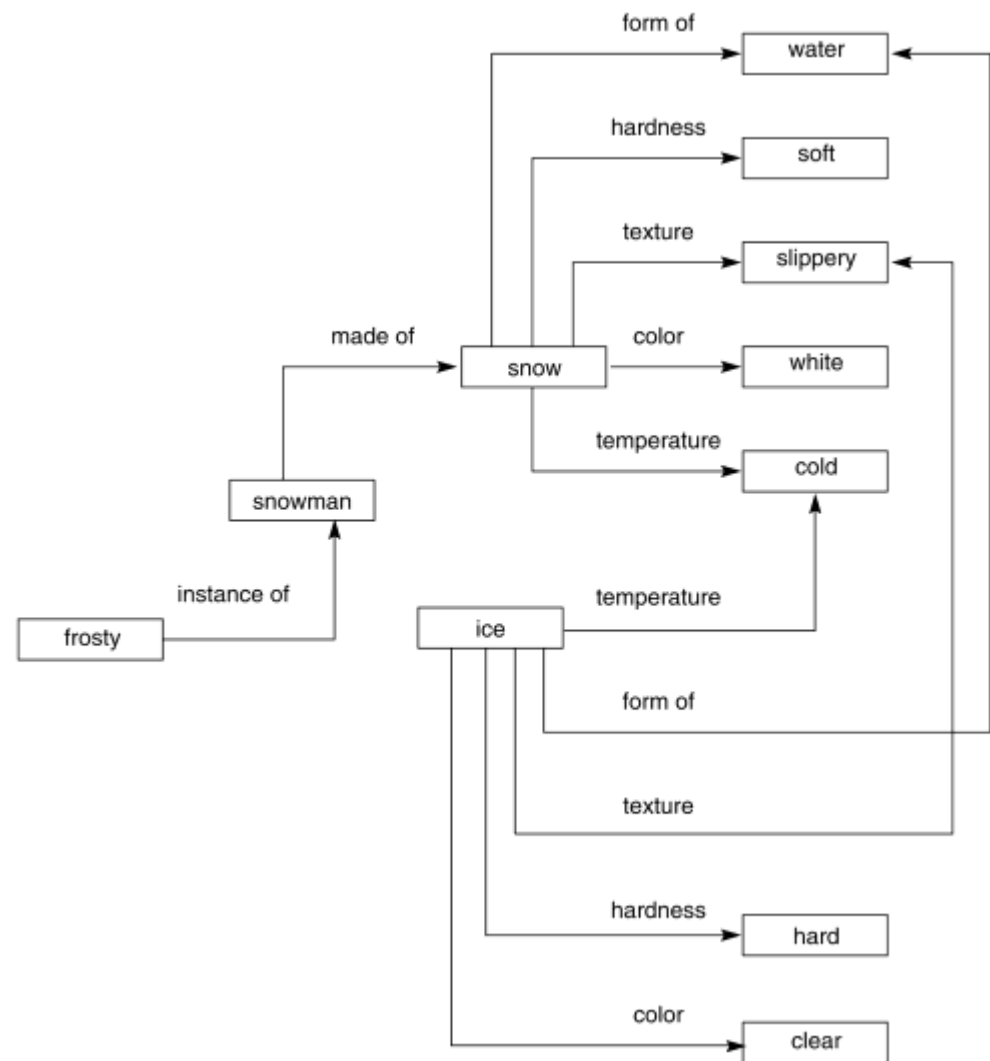 form of
water
hardness
soft
texture
slippery
made of
snow
color
white
temperature
cold
snowman
instance of
frosty
ice
temperature
form of
texture
hardness
hard
color
clear